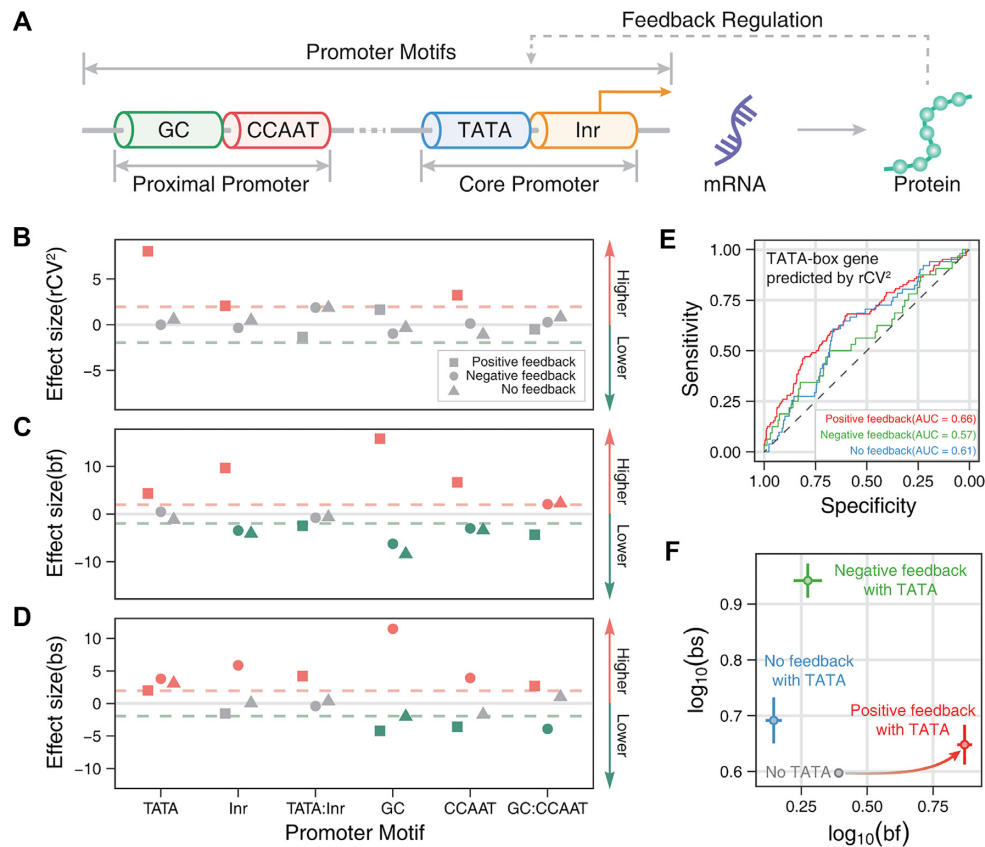 A
Feedback Regulation
Promoter Motifs
GC
CCAAT
TATA
Inr
Proximal Promoter
Core Promoter
mRNA
Protein
B
Effect size(rCV²)
5
0
−5
Positive feedback
Negative feedback
No feedback
Higher
Lower
C
Effect size(bf)
10
0
−10
Higher
Lower
D
Effect size(bs)
10
5
0
−5
−10
Higher
Lower
TATA
Inr
TATA:Inr
GC
CCAAT
GC:CCAAT
Promoter Motif
E
Sensitivity
1.00
0.75
0.50
0.25
0.00
TATA-box gene
predicted by rCV²
Positive feedback(AUC = 0.66)
Negative feedback(AUC = 0.57)
No feedback(AUC = 0.61)
1.00
0.75
0.50
0.25
0.00
Specificity
F
log₁₀(bs)
0.9
0.8
0.7
0.6
Negative feedback
with TATA
No feedback
with TATA
Positive feedback
with TATA
No TATA
0.25
0.50
0.75
log₁₀(bf)